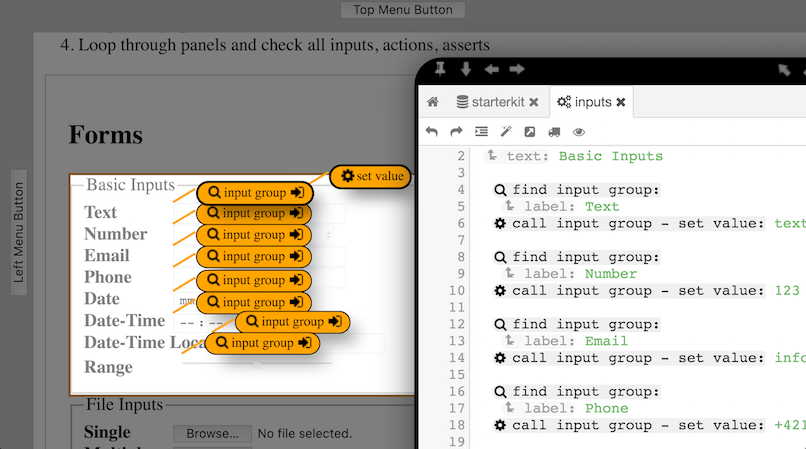 Top Menu Button
4. Loop through panels and check all inputs, actions, asserts
Left Menu Button
Forms
Basic Inputs
set value
Text
input group
input group
Number
input group
Email
input group
Phone
input group
Date
mm
input group
Date-Time
-- : --
input group
Date-Time Loca
input group
Range
File Inputs
Single
Browse...
No file selected.
starterkit
inputs
2 text: Basic Inputs
3
4 find input group:
5 label: Text
6 call input group - set value: text
7
8 find input group:
9 label: Number
10 call input group - set value: 123
11
12 find input group:
13 label: Email
14 call input group - set value: info
15
16 find input group:
17 label: Phone
18 call input group - set value: +421
19